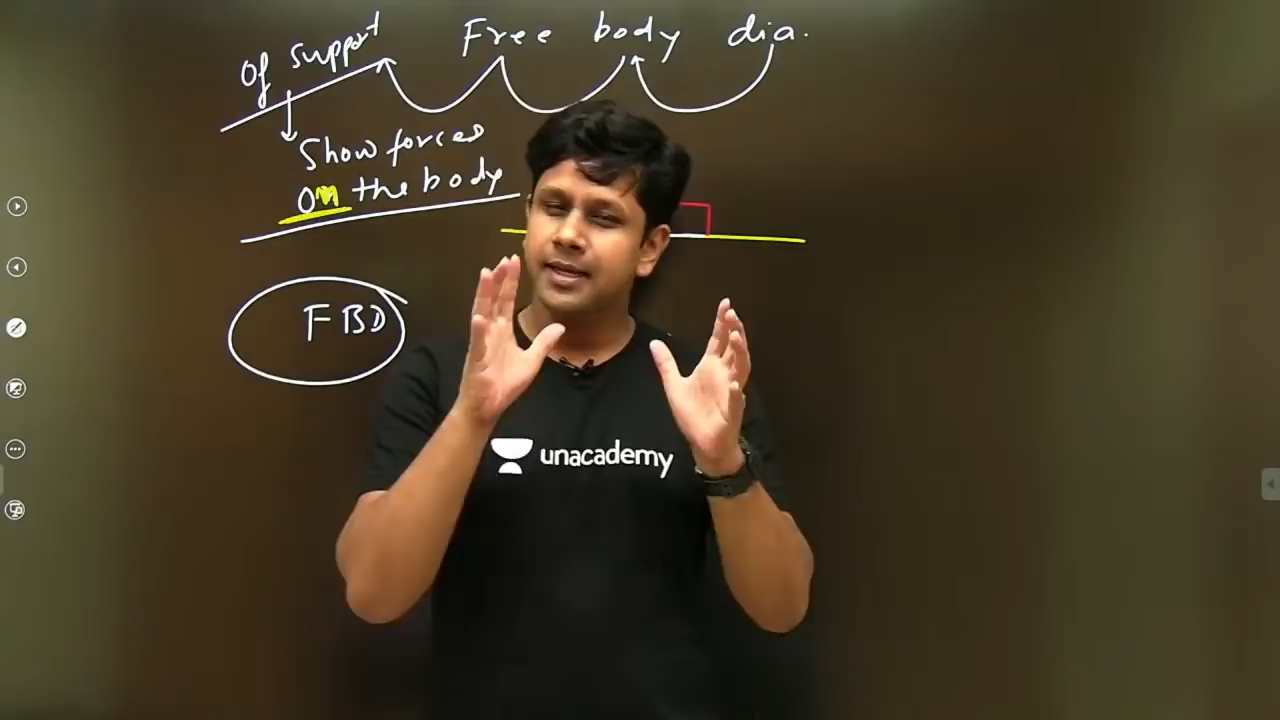 Free body dia.
Of support
Show forces
on the body
FBD
unacademy